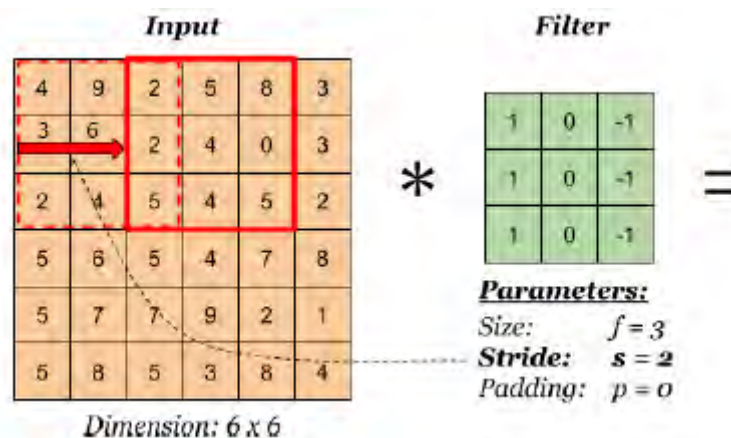 Input
Filter
4 9 2 5 8 3
3 6 2 4 0 3
2 4 5 4 5 2
5 6 5 4 7 8
5 7 7 9 2 1
5 8 5 3 8 4
*
1 0 -1
1 0 -1
1 0 -1
=
Parameters:
Size: f = 3
Stride: s = 2
Padding: p = 0
Dimension: 6 x 6